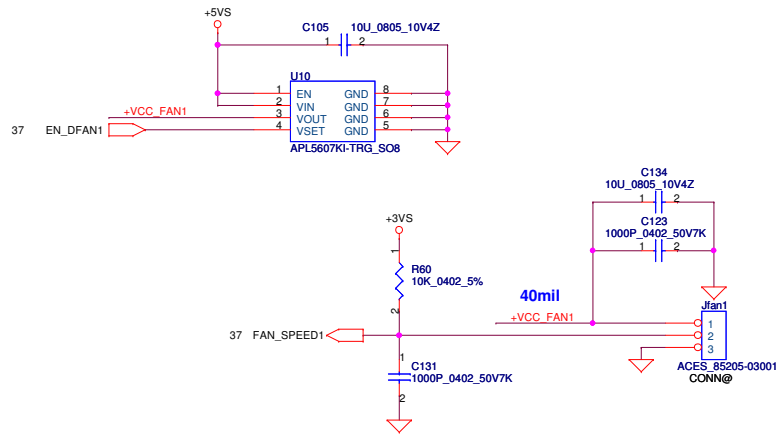 +5VS
C105 10U_0805_10V4Z
1 2
U10
1 EN GND 8
2 VIN GND 7
+VCC_FAN1 3 VOUT GND 6
37 EN_DFAN1 4 VSET GND 5
APL5607KI-TRG_SO8
C134
10U_0805_10V4Z
1 2
C123
1000P_0402_50V7K
1 2
+3VS
1
R60
10K_0402_5%
2
40mil
+VCC_FAN1
Jfan1
1
37 FAN_SPEED1
2
3
ACES_85205-03001
CONN@
1
C131
1000P_0402_50V7K
2